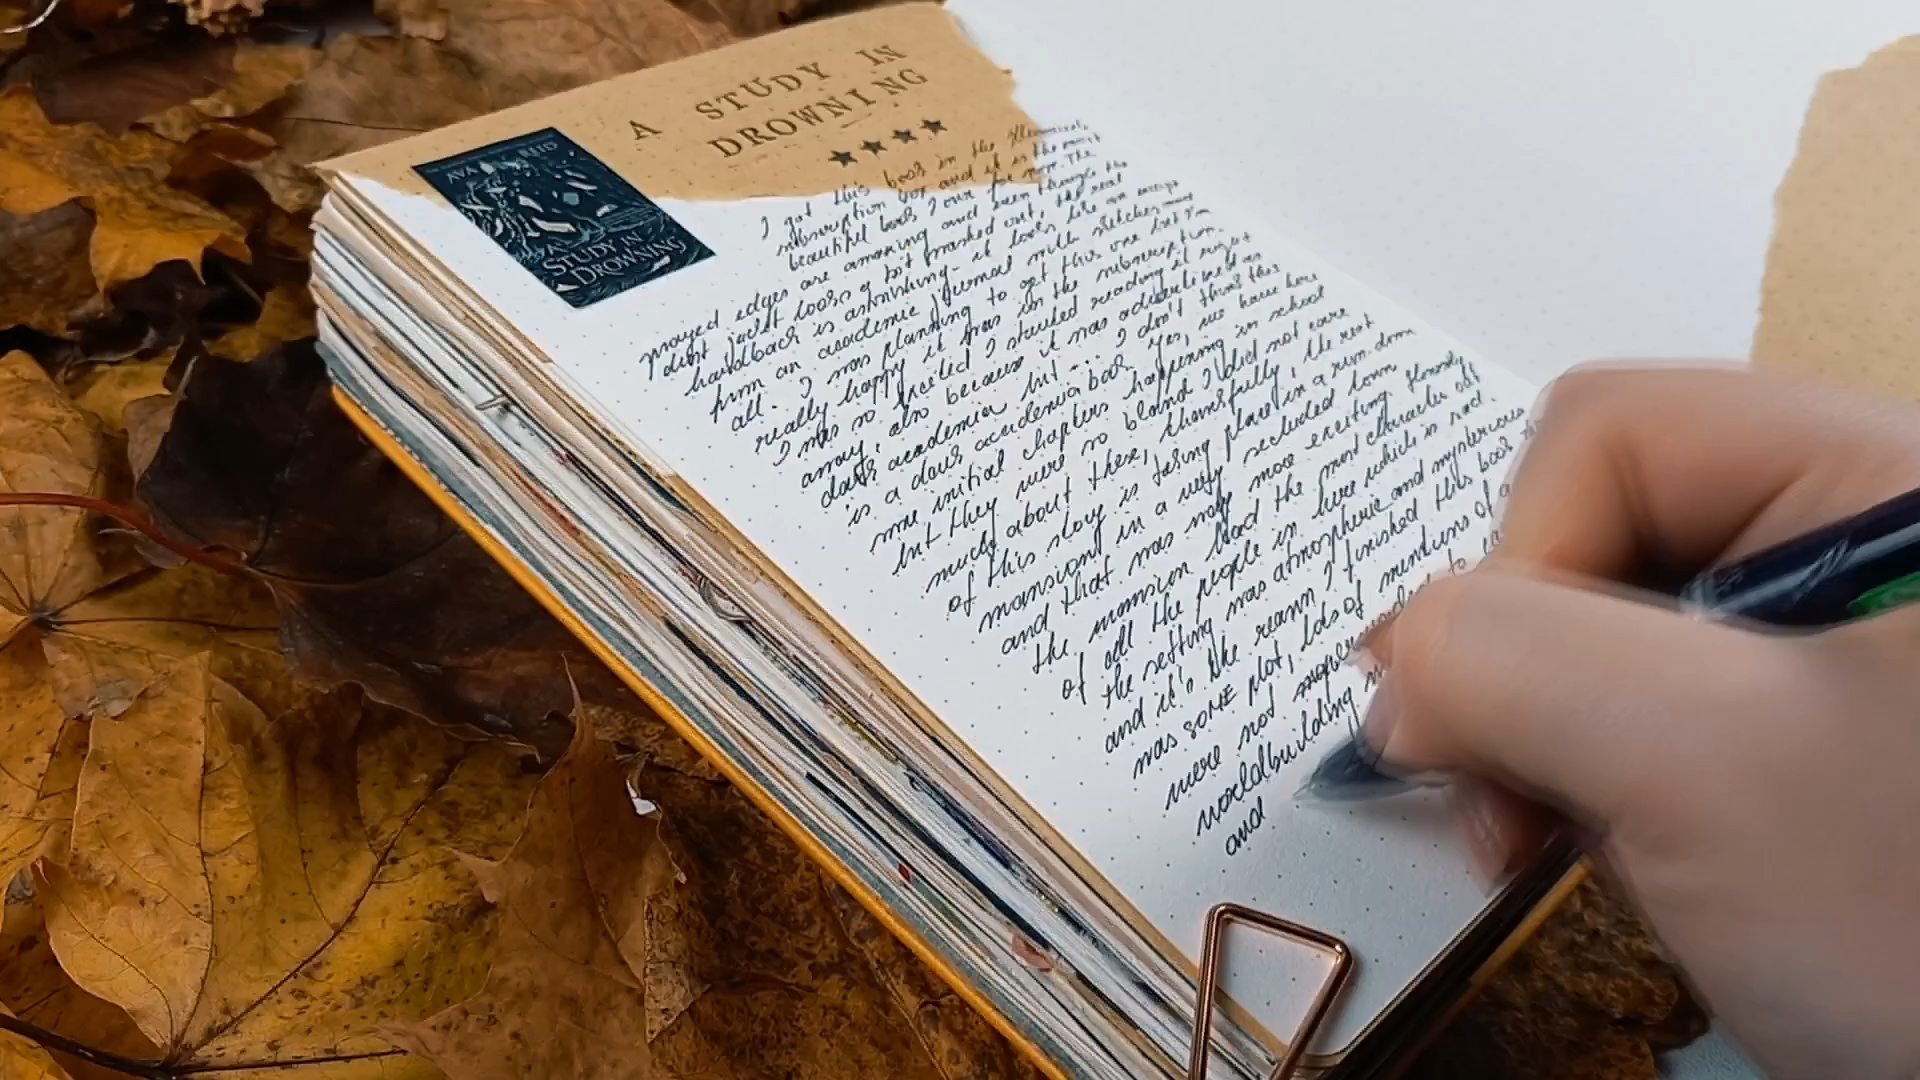 A STUDY IN
DROWNING
AVA REID
A
STUDY IN
DROWNING
I got this book in the
subscription box and it is the most
beautiful book I own for now. The
sprayed edges are amazing and even though the
dust jacket looks a bit washed out, the real
hardback is astonishing - it looks like an excerpt
from an academic journal with sketches and
all. I was planning to get this one but I'm
really happy it was in the subscription.
I was so excited I started reading it right
away, also because it was advertised as
dark academia but... I don't think this
is a dark academia book. Yes, we have here
some initial chapters happening in school
but they were so bland I did not care
much about these, thankfully, the rest
of this story is taking place in a run-down
mansion in a very secluded town
and that was way more exciting. Honestly
the mansion had the most character out
of all the people in here which is sad.
the setting was atmospheric and mysterious
and it's the reason I finished this book
was SOME plot, lots of mentions of
were not
worldbuilding
and